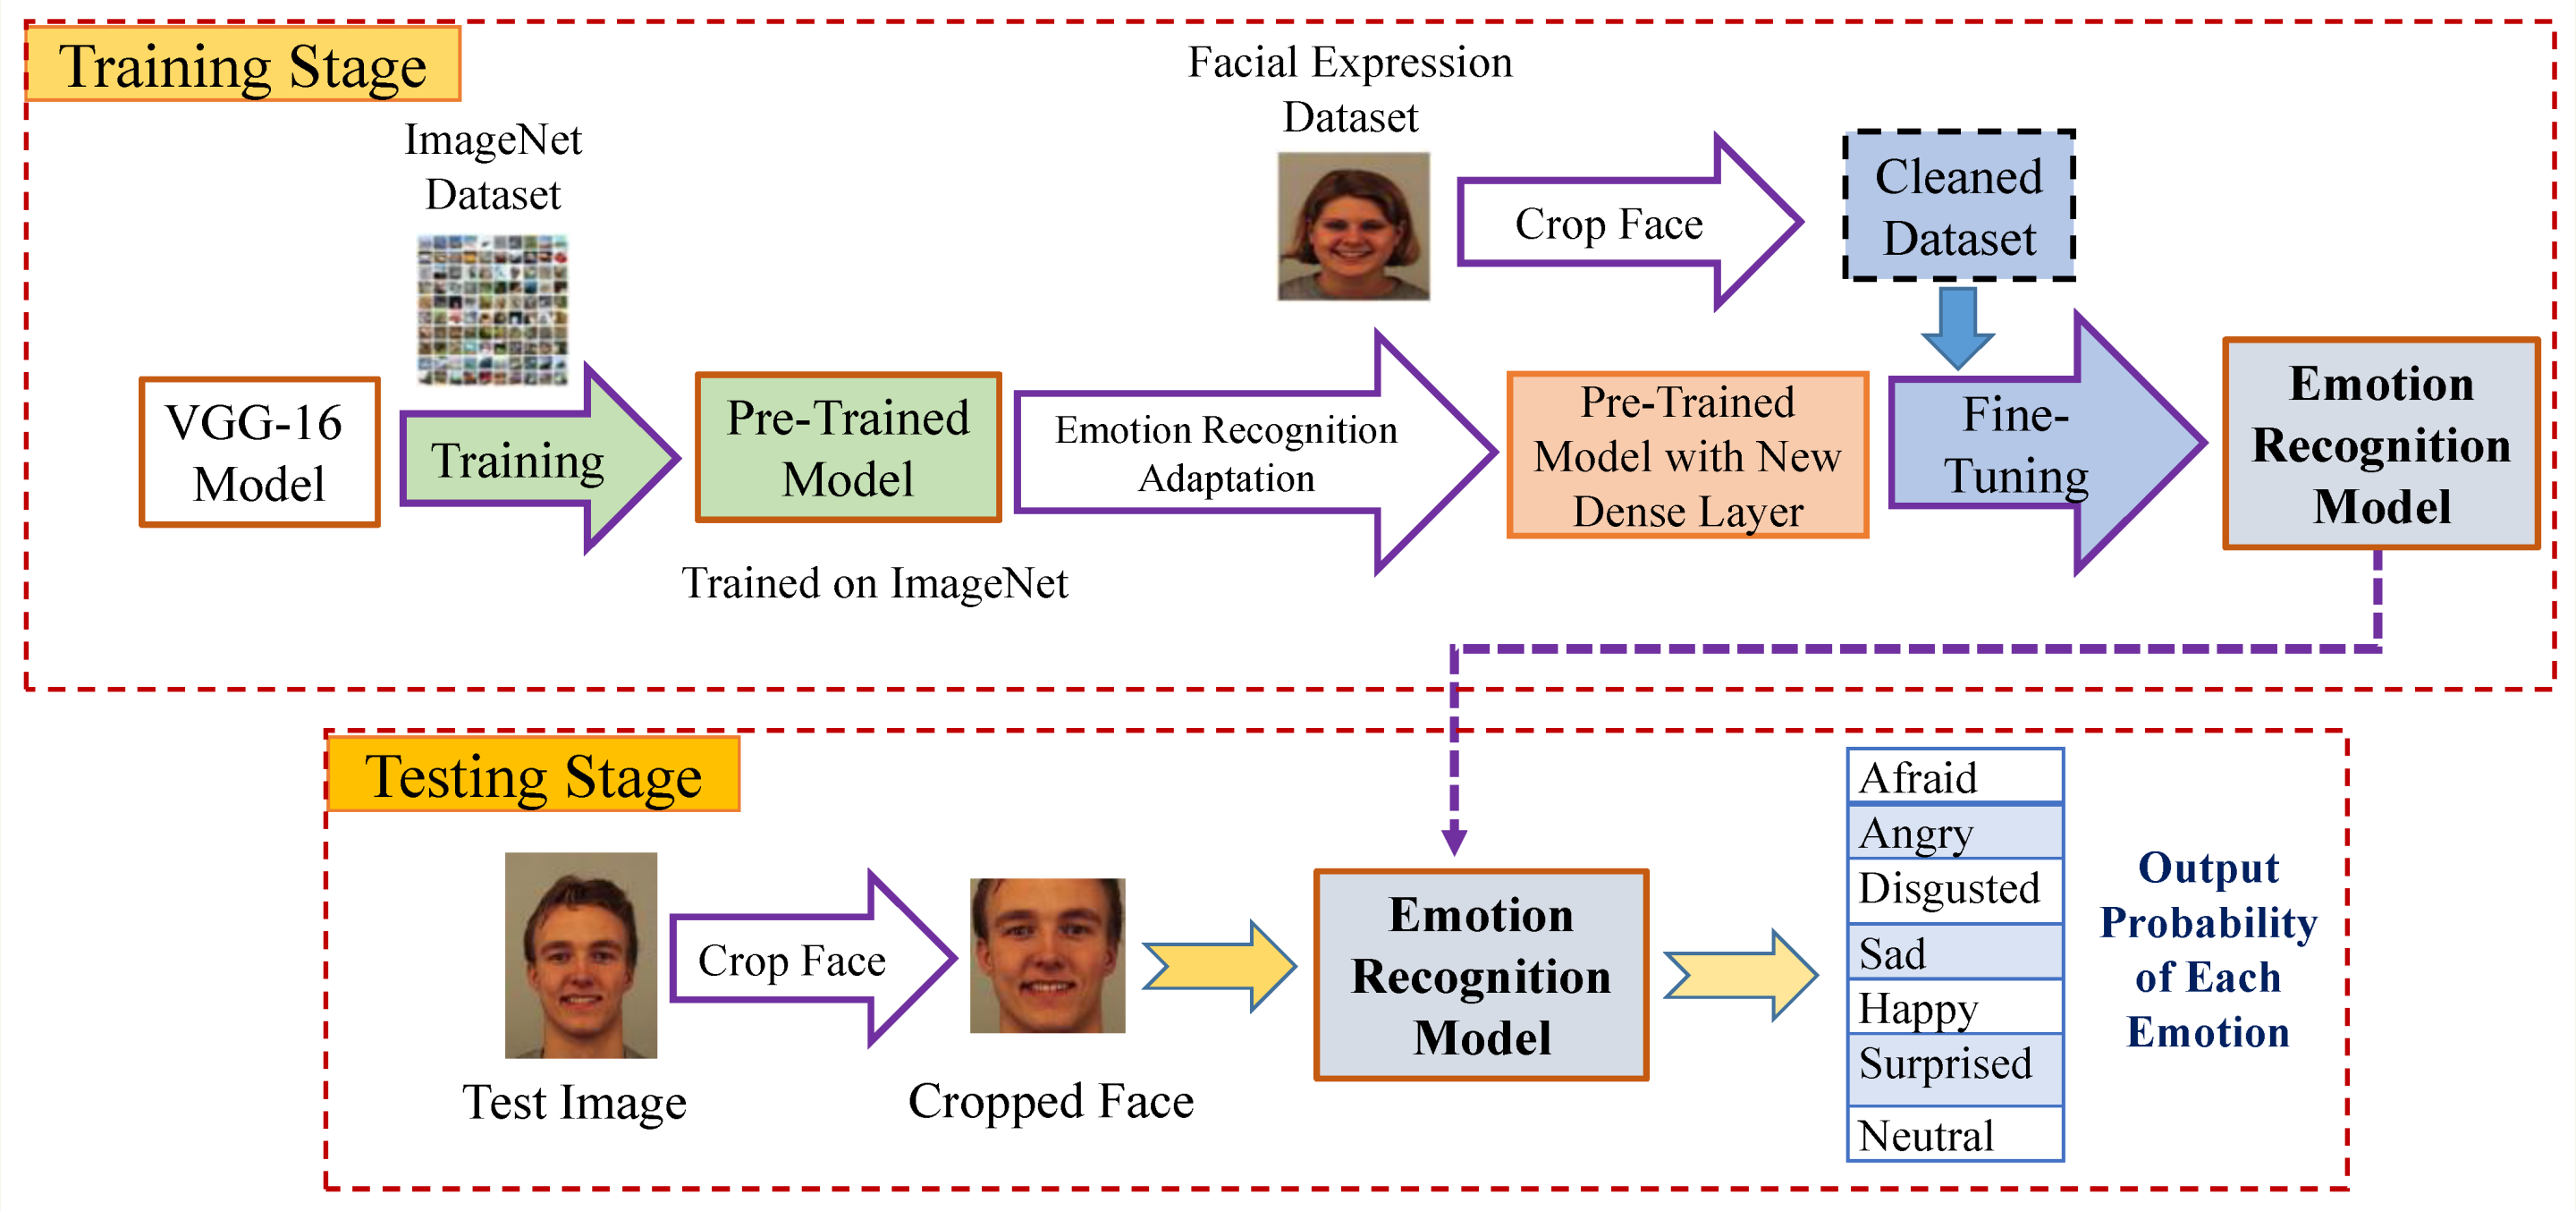 Training Stage
ImageNet
Dataset
Facial Expression
Dataset
Crop Face
Cleaned
Dataset
VGG-16
Model
Training
Pre-Trained
Model
Trained on ImageNet
Emotion Recognition
Adaptation
Pre-Trained
Model with New
Dense Layer
Fine-
Tuning
Emotion
Recognition
Model
Testing Stage
Test Image
Crop Face
Cropped Face
Emotion
Recognition
Model
Afraid
Angry
Disgusted
Sad
Happy
Surprised
Neutral
Output
Probability
of Each
Emotion